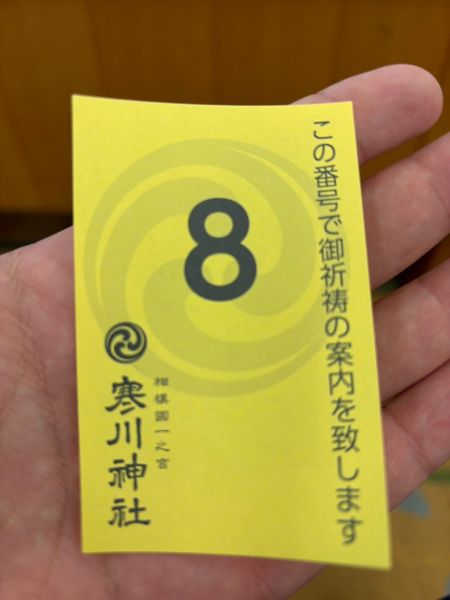 この番号で御祈祷の案内を致します
8
相模國一之宮
寒川神社